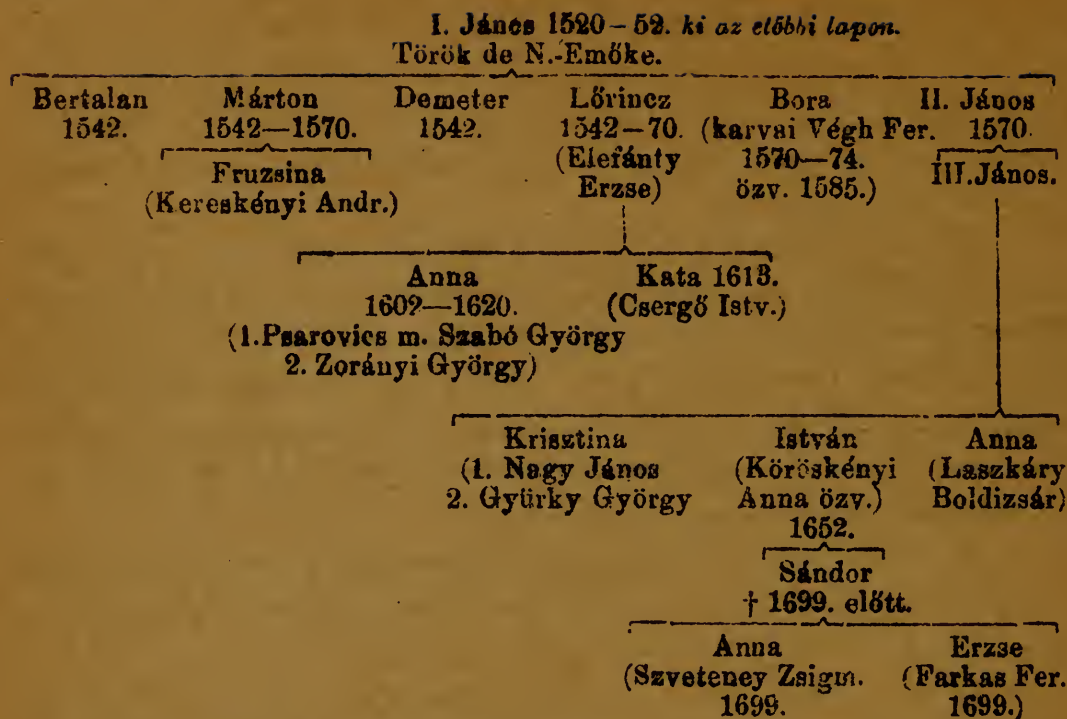 I. János 1520–52. ki az előbbi lapon.
Török de N.-Emőke.
Bertalan Márton Demeter Lőrincz Bora II. János
1542. 1542—1570. 1542. 1542–70. (karvai Végh Fer. 1570.
Fruzsina (Elefánty 1570—74. III. János.
(Kereskényi Andr.) Erzse) özv. 1585.)
Anna Kata 1613.
1602—1620. (Csergő Istv.)
(1. Psarovics m. Szabó György
2. Zorányi György)
Krisztina István Anna
(1. Nagy János (Köröskényi (Laszkáry
2. Gyürky György Anna özv.) Boldizsár)
1652.
Sándor
† 1699. előtt.
Anna Erzse
(Szveteney Zsigm. (Farkas Fer.
1699. 1699.)